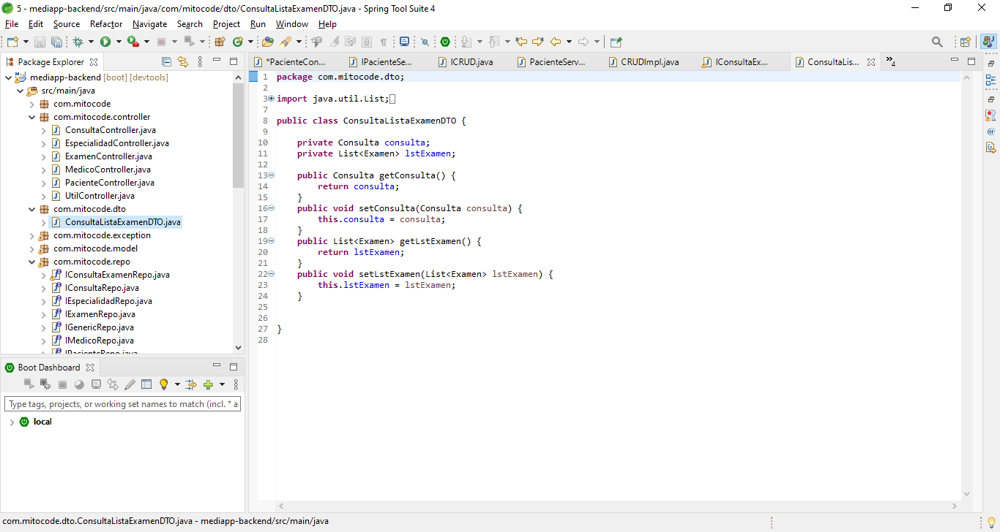 5 - mediapp-backend/src/main/java/com/mitocode/dto/ConsultaListaExamenDTO.java - Spring Tool Suite 4
File Edit Source Refactor Navigate Search Project Run Window Help
Package Explorer
mediapp-backend [boot] [devtools]
src/main/java
com.mitocode
com.mitocode.controller
ConsultaController.java
EspecialidadController.java
ExamenController.java
MedicoController.java
PacienteController.java
UtilController.java
com.mitocode.dto
ConsultaListaExamenDTO.java
com.mitocode.exception
com.mitocode.model
com.mitocode.repo
IConsultaExamenRepo.java
IConsultaRepo.java
IEspecialidadRepo.java
IExamenRepo.java
IGenericRepo.java
IMedicoRepo.java
IPacienteRepo.java
Boot Dashboard
Type tags, projects, or working set names to match (incl. * a
local
*PacienteCon... IPacienteSe... ICRUD.java PacienteServ... CRUDImpl.java IConsultaEx... ConsultaLis... »4
1 package com.mitocode.dto;
2
3 import java.util.List;
7
8 public class ConsultaListaExamenDTO {
9
10 private Consulta consulta;
11 private List<Examen> lstExamen;
12
13 public Consulta getConsulta() {
14 return consulta;
15 }
16 public void setConsulta(Consulta consulta) {
17 this.consulta = consulta;
18 }
19 public List<Examen> getLstExamen() {
20 return lstExamen;
21 }
22 public void setLstExamen(List<Examen> lstExamen) {
23 this.lstExamen = lstExamen;
24 }
25
26
27 }
28
com.mitocode.dto.ConsultaListaExamenDTO.java - mediapp-backend/src/main/java